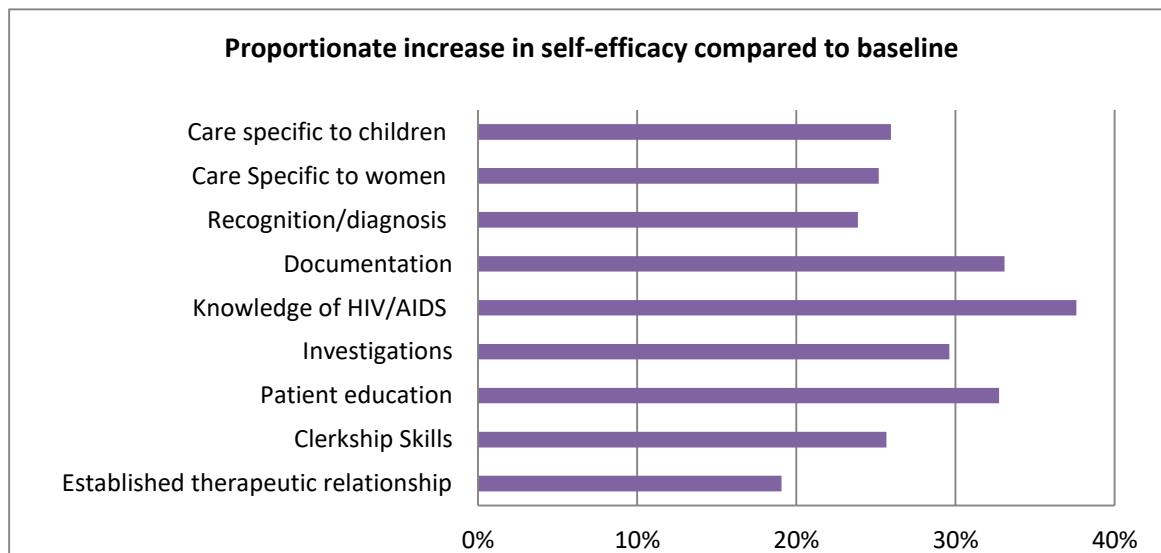 Proportionate increase in self-efficacy compared to baseline
Care specific to children
Care Specific to women
Recognition/diagnosis
Documentation
Knowledge of HIV/AIDS
Investigations
Patient education
Clerkship Skills
Established therapeutic relationship
0% 10% 20% 30% 40%